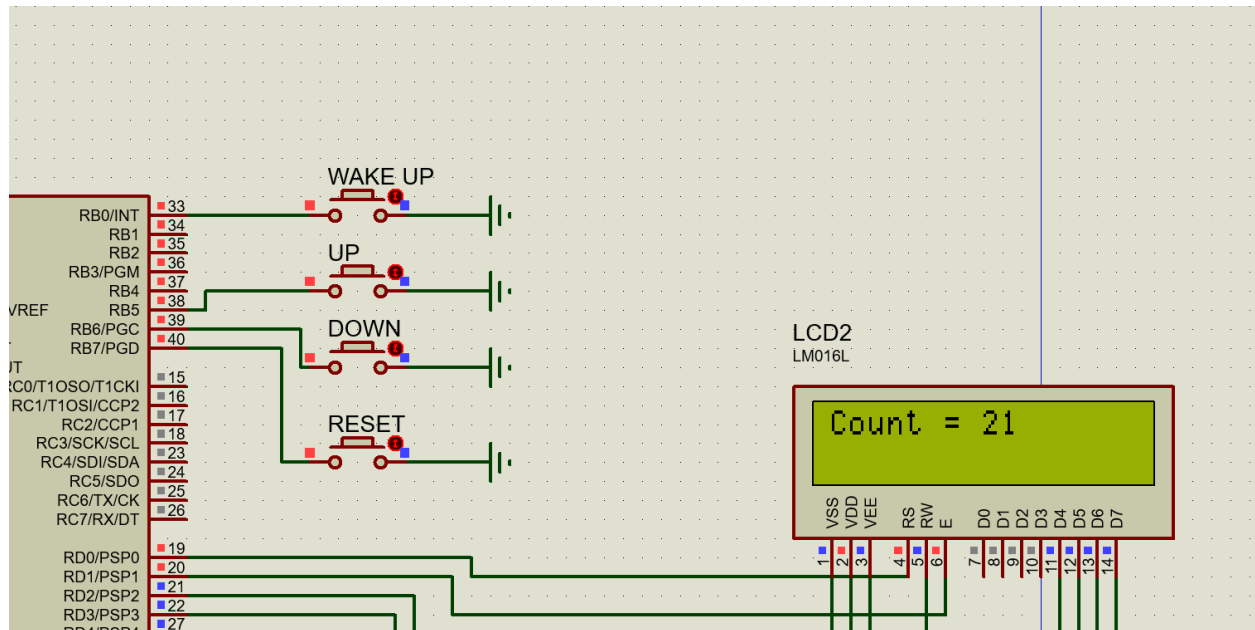 WAKE UP
RB0/INT 33
RB1 34
RB2 35
RB3/PGM 36
RB4 37
VREF RB5 38
RB6/PGC 39
RB7/PGD 40
UP
DOWN
RESET
UT
RC0/T1OSO/T1CKI 15
RC1/T1OSI/CCP2 16
RC2/CCP1 17
RC3/SCK/SCL 18
RC4/SDI/SDA 23
RC5/SDO 24
RC6/TX/CK 25
RC7/RX/DT 26
RD0/PSP0 19
RD1/PSP1 20
RD2/PSP2 21
RD3/PSP3 22
27
LCD2
LM016L
Count = 21
VSS VDD VEE RS RW E D0 D1 D2 D3 D4 D5 D6 D7
1 2 3 4 5 6 7 8 9 10 11 12 13 14